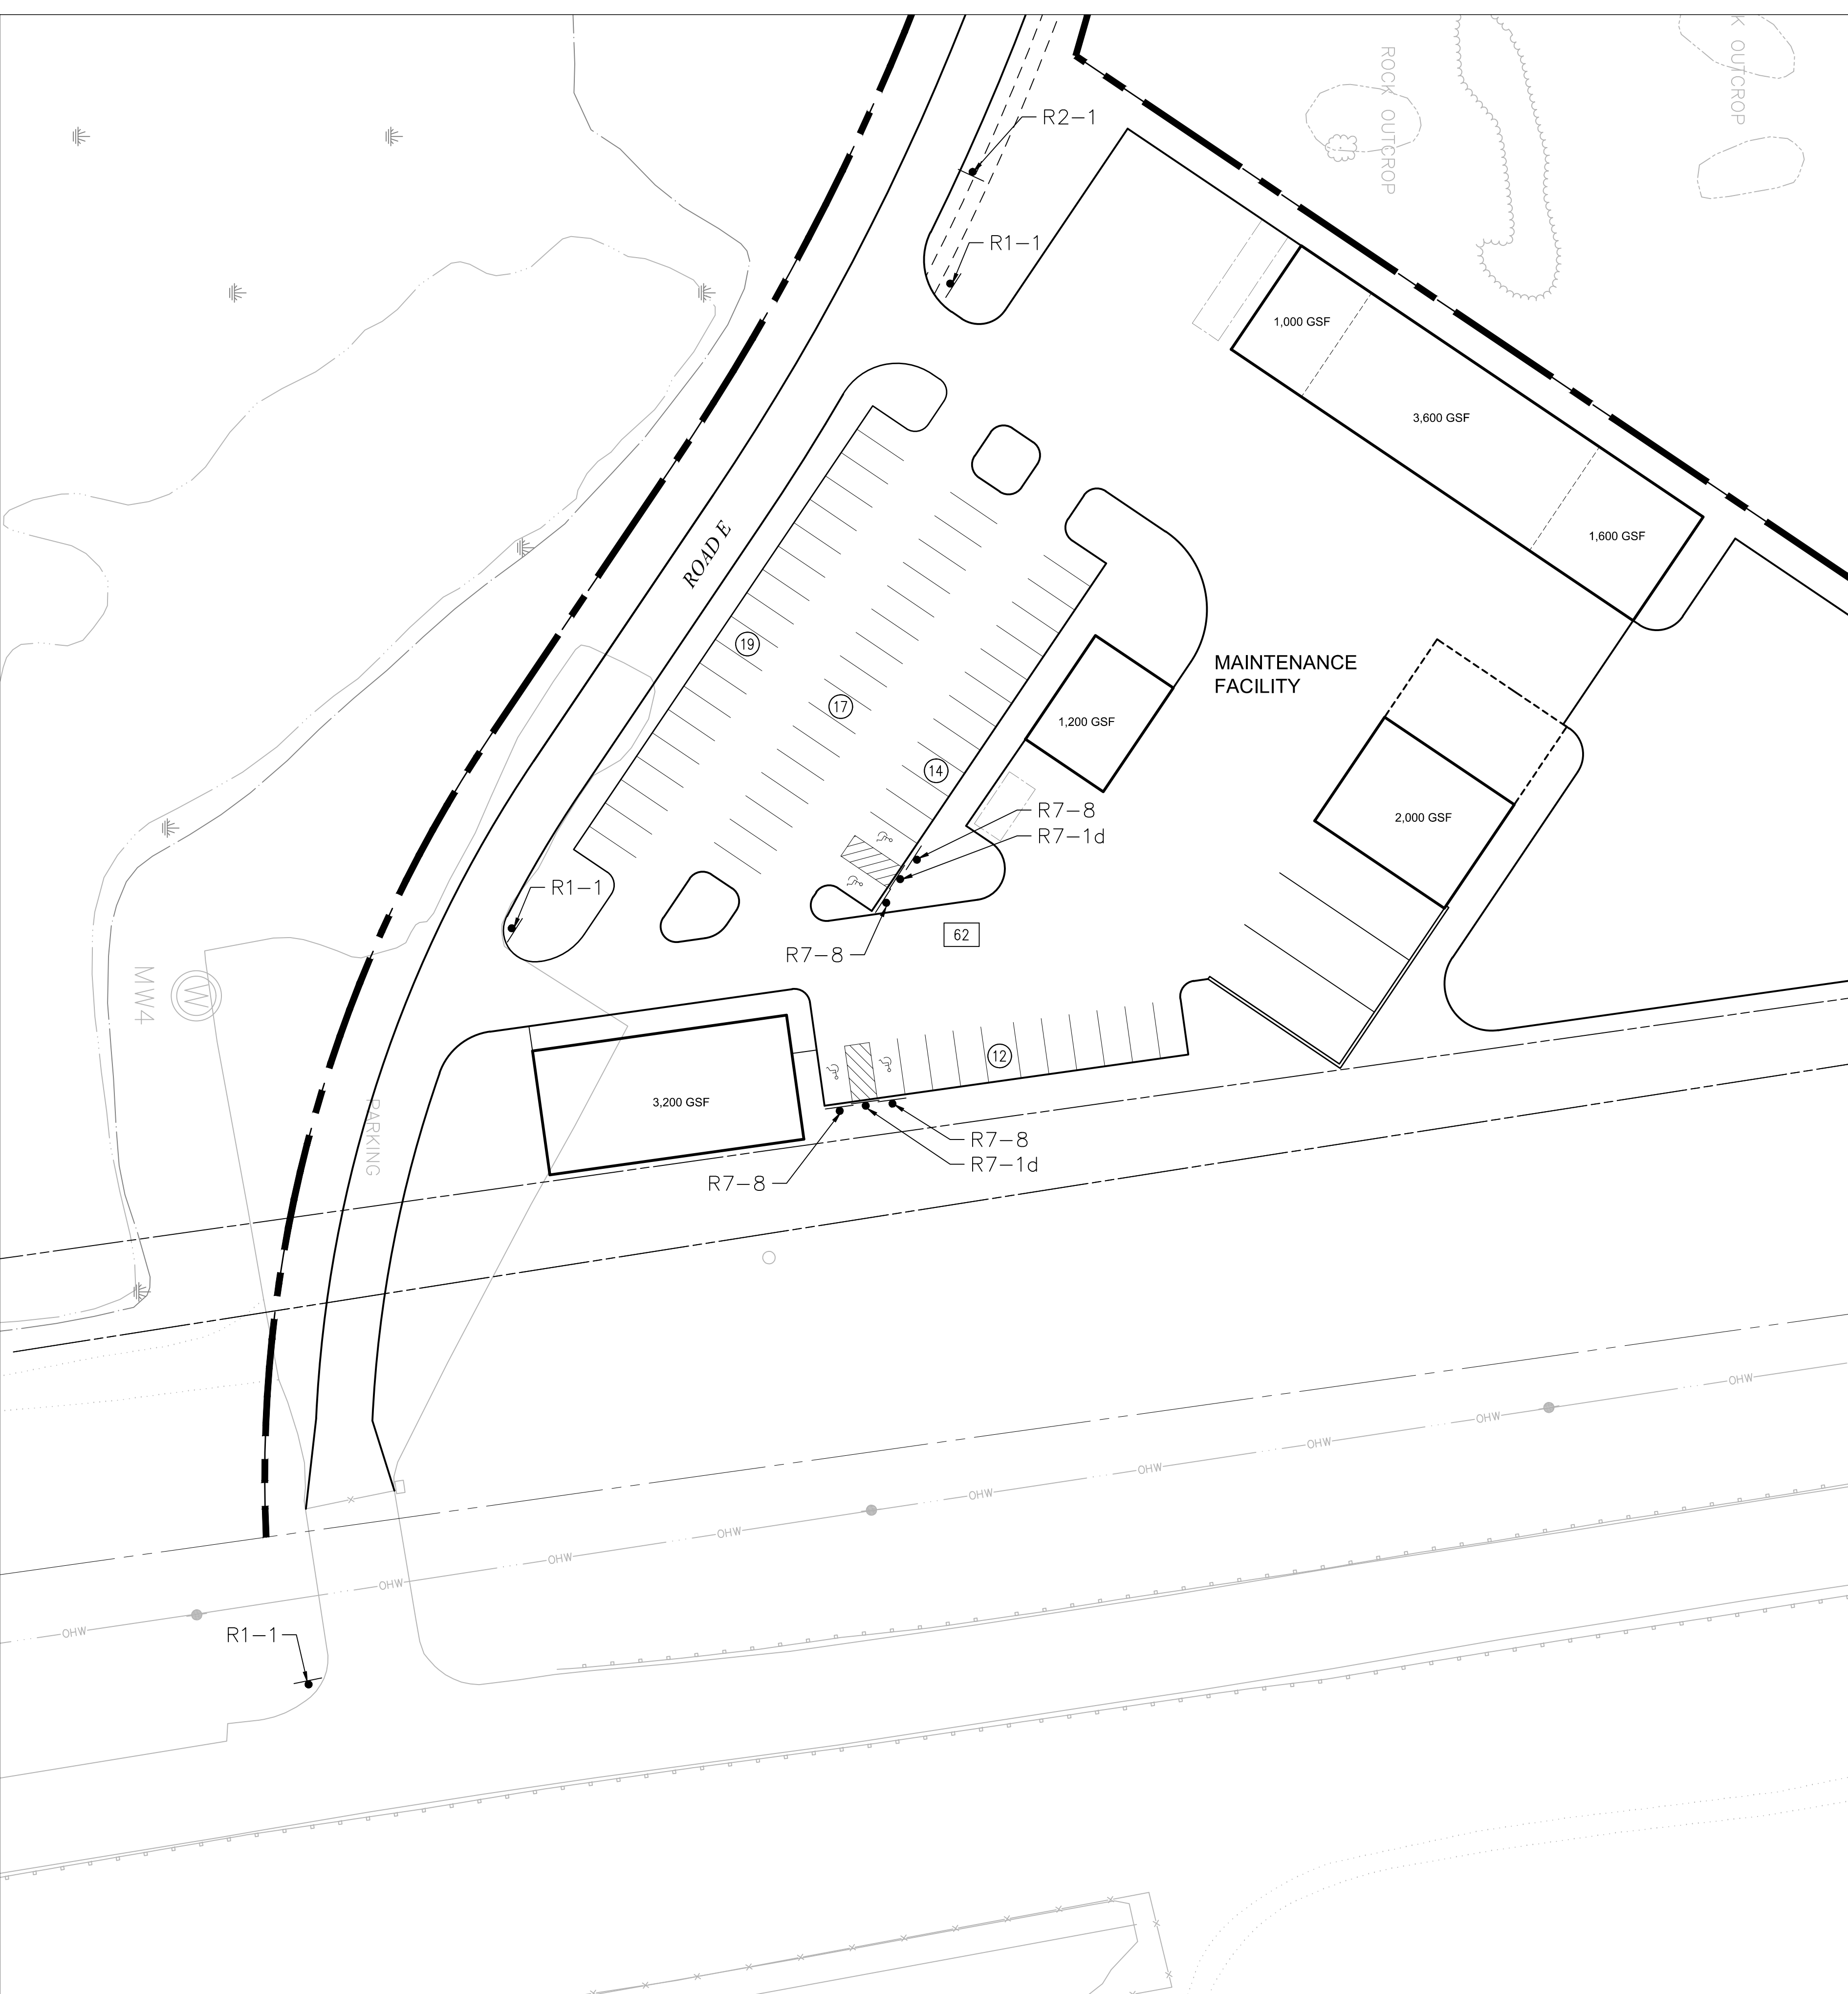 K OUTCROP
ROCK OUTCROP
R2-1
R1-1
1,000 GSF
3,600 GSF
1,600 GSF
ROAD E
19
17
14
MAINTENANCE
FACILITY
1,200 GSF
2,000 GSF
R7-8
R7-1d
R1-1
R7-8
62
MW4
W
12
3,200 GSF
PARKING
R7-8
R7-1d
R7-8
OHW
OHW
OHW
OHW
OHW
OHW
OHW
OHW
OHW
R1-1